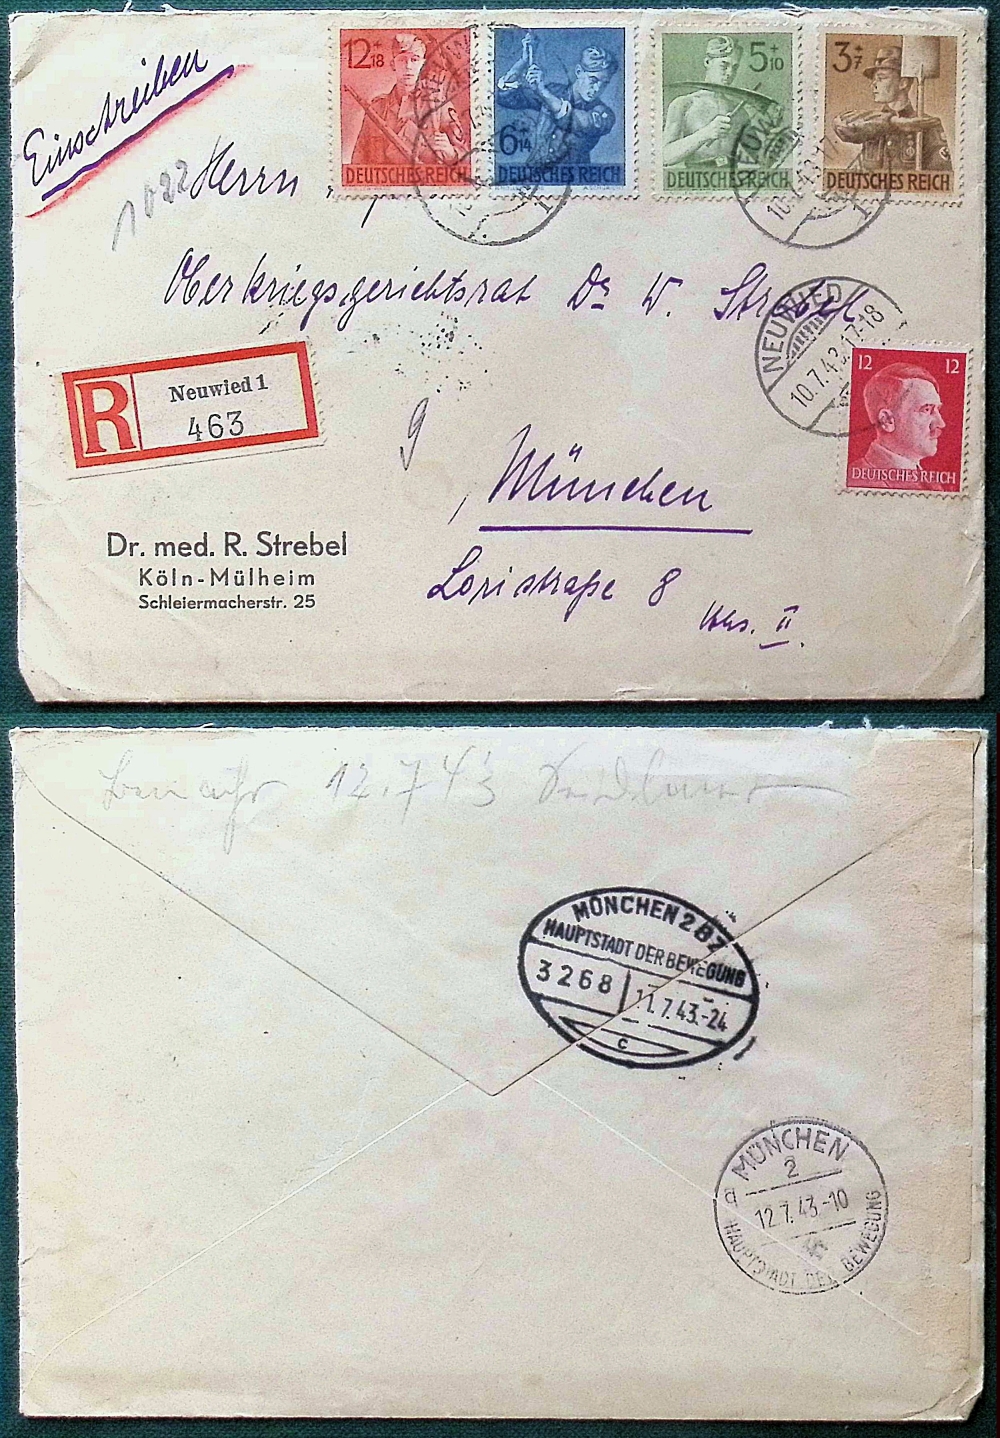 Einschreiben
1022
Herrn
12+18
DEUTSCHES REICH
6+14
DEUTSCHES REICH
5+10
DEUTSCHES REICH
3+7
DEUTSCHES REICH
Oberkriegsgerichtsrat Dr W. Strebel
NEUWIED
10.7.43.17-18
12 12
DEUTSCHES REICH
R Neuwied 1
463
9
München
Loristraße 8
II
Dr. med. R. Strebel
Köln-Mülheim
Schleiermacherstr. 25
12.7.43
MÜNCHEN 2 BZ
HAUPTSTADT DER BEWEGUNG
3268 11.7.43.-24
c
MÜNCHEN
2
a
12.7.43.-10
HAUPTSTADT DER BEWEGUNG